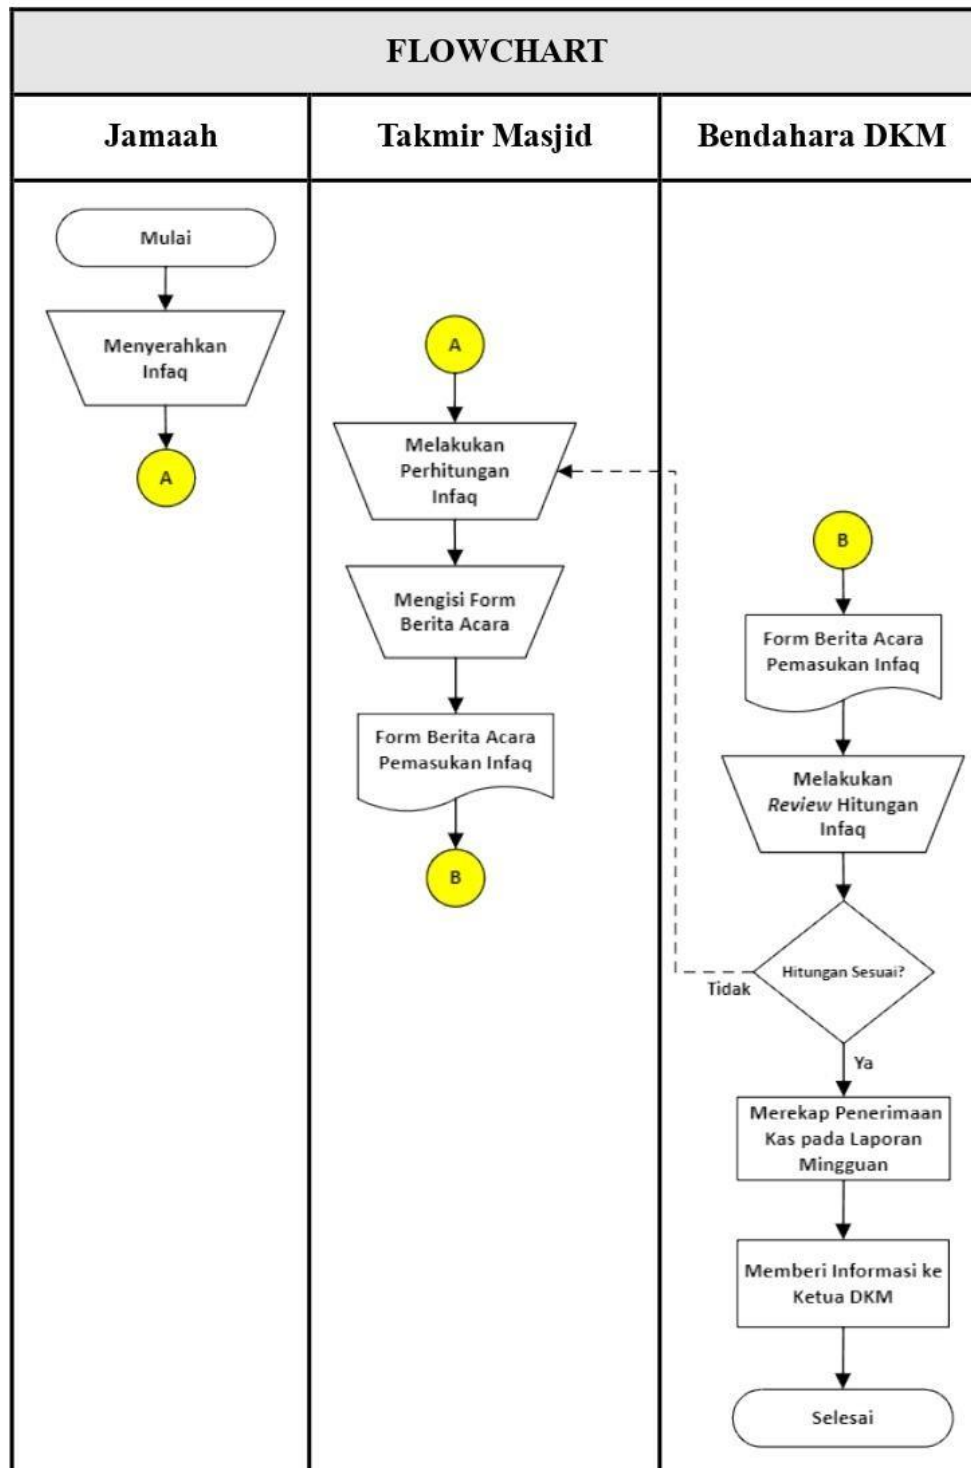 FLOWCHART
Jamaah
Takmir Masjid
Bendahara DKM
Mulai
Menyerahkan
Infaq
A
A
Melakukan
Perhitungan
Infaq
Mengisi Form
Berita Acara
Form Berita Acara
Pemasukan Infaq
B
B
Form Berita Acara
Pemasukan Infaq
Melakukan
Review Hitungan
Infaq
Hitungan Sesuai?
Tidak
Ya
Merekap Penerimaan
Kas pada Laporan
Mingguan
Memberi Informasi ke
Ketua DKM
Selesai